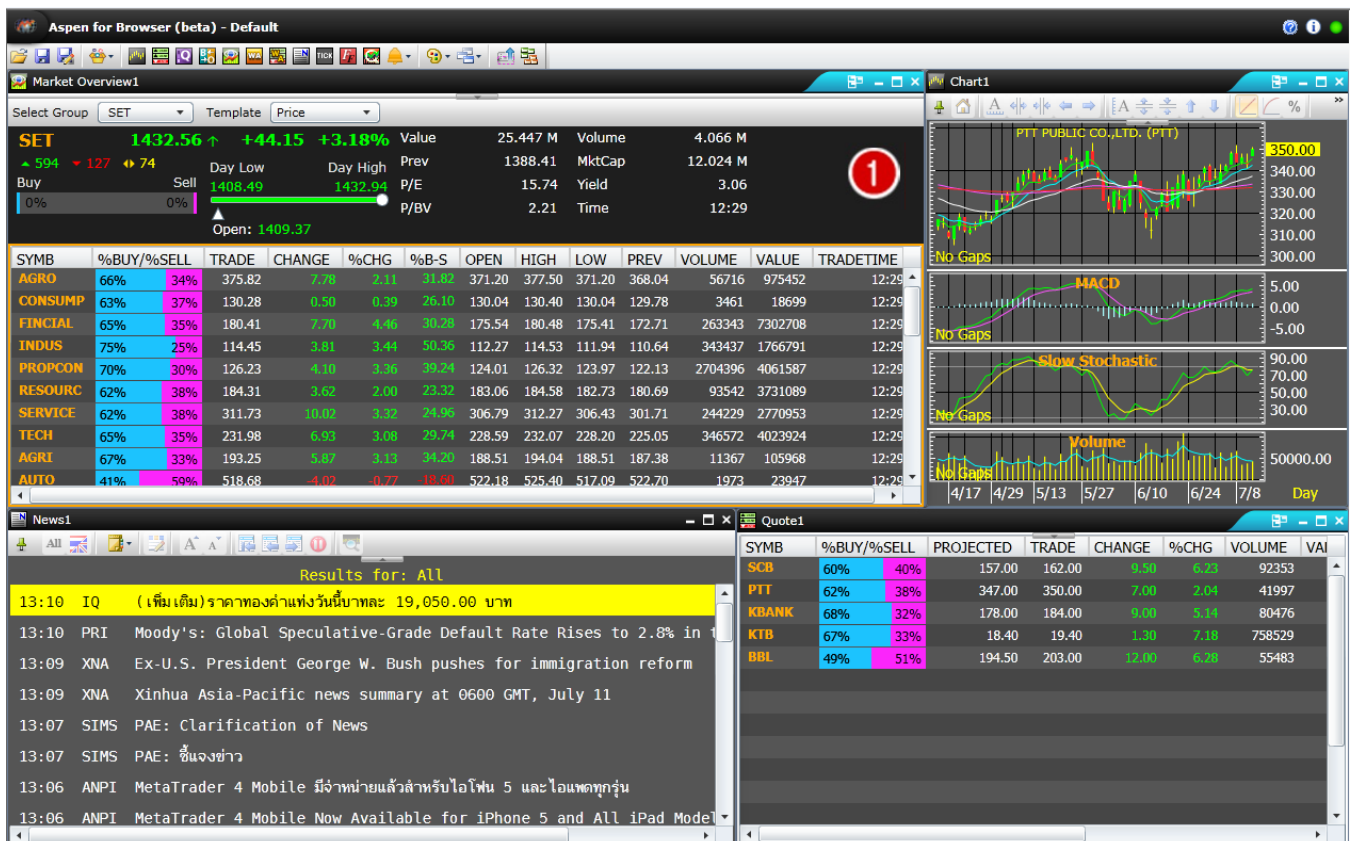 Aspen for Browser (beta) - Default
Market Overview1
Select Group SET Template Price
SET 1432.56 ↑ +44.15 +3.18% Value 25.447 M Volume 4.066 M
594 127 74 Day Low Day High Prev 1388.41 MktCap 12.024 M
Buy Sell 1408.49 1432.94 P/E 15.74 Yield 3.06
0% 0% P/BV 2.21 Time 12:29
Open: 1409.37
1
SYMB %BUY/%SELL TRADE CHANGE %CHG %B-S OPEN HIGH LOW PREV VOLUME VALUE TRADETIME
AGRO 66% 34% 375.82 7.78 2.11 31.82 371.20 377.50 371.20 368.04 56716 975452 12:29
CONSUMP 63% 37% 130.28 0.50 0.39 26.10 130.04 130.40 130.04 129.78 3461 18699 12:29
FINCIAL 65% 35% 180.41 7.70 4.46 30.28 175.54 180.48 175.41 172.71 263343 7302708 12:29
INDUS 75% 25% 114.45 3.81 3.44 50.36 112.27 114.53 111.94 110.64 343437 1766791 12:29
PROPCON 70% 30% 126.23 4.10 3.36 39.24 124.01 126.32 123.97 122.13 2704396 4061587 12:29
RESOURC 62% 38% 184.31 3.62 2.00 23.32 183.06 184.58 182.73 180.69 93542 3731089 12:29
SERVICE 62% 38% 311.73 10.02 3.32 24.96 306.79 312.27 306.43 301.71 244229 2770953 12:29
TECH 65% 35% 231.98 6.93 3.08 29.74 228.59 232.07 228.20 225.05 346572 4023924 12:29
AGRI 67% 33% 193.25 5.87 3.13 34.20 188.51 194.04 188.51 187.38 11367 105968 12:29
AUTO 41% 59% 518.68 -4.02 -0.77 -18.60 522.18 525.40 517.09 522.70 1973 23947 12:29
Chart1
A A %
PTT PUBLIC CO.,LTD. (PTT)
350.00
340.00
330.00
320.00
310.00
No Gaps 300.00
MACD 5.00
0.00
No Gaps -5.00
Slow Stochastic 90.00
70.00
50.00
No Gaps 30.00
Volume
50000.00
No Gaps
4/17 4/29 5/13 5/27 6/10 6/24 7/8 Day
News1
All A A
Results for: All
13:10 IQ (เพิ่มเติม)ราคาทองคำแท่งวันนี้บาทละ 19,050.00 บาท
13:10 PRI Moody's: Global Speculative-Grade Default Rate Rises to 2.8% in
13:09 XNA Ex-U.S. President George W. Bush pushes for immigration reform
13:09 XNA Xinhua Asia-Pacific news summary at 0600 GMT, July 11
13:07 SIMS PAE: Clarification of News
13:07 SIMS PAE: ชี้แจงข่าว
13:06 ANPI MetaTrader 4 Mobile มีจำหน่ายแล้วสำหรับไอโฟน 5 และไอแพดทุกรุ่น
13:06 ANPI MetaTrader 4 Mobile Now Available for iPhone 5 and All iPad Model
Quote1
SYMB %BUY/%SELL PROJECTED TRADE CHANGE %CHG VOLUME
SCB 60% 40% 157.00 162.00 9.50 6.23 92353
PTT 62% 38% 347.00 350.00 7.00 2.04 41997
KBANK 68% 32% 178.00 184.00 9.00 5.14 80476
KTB 67% 33% 18.40 19.40 1.30 7.18 758529
BBL 49% 51% 194.50 203.00 12.00 6.28 55483